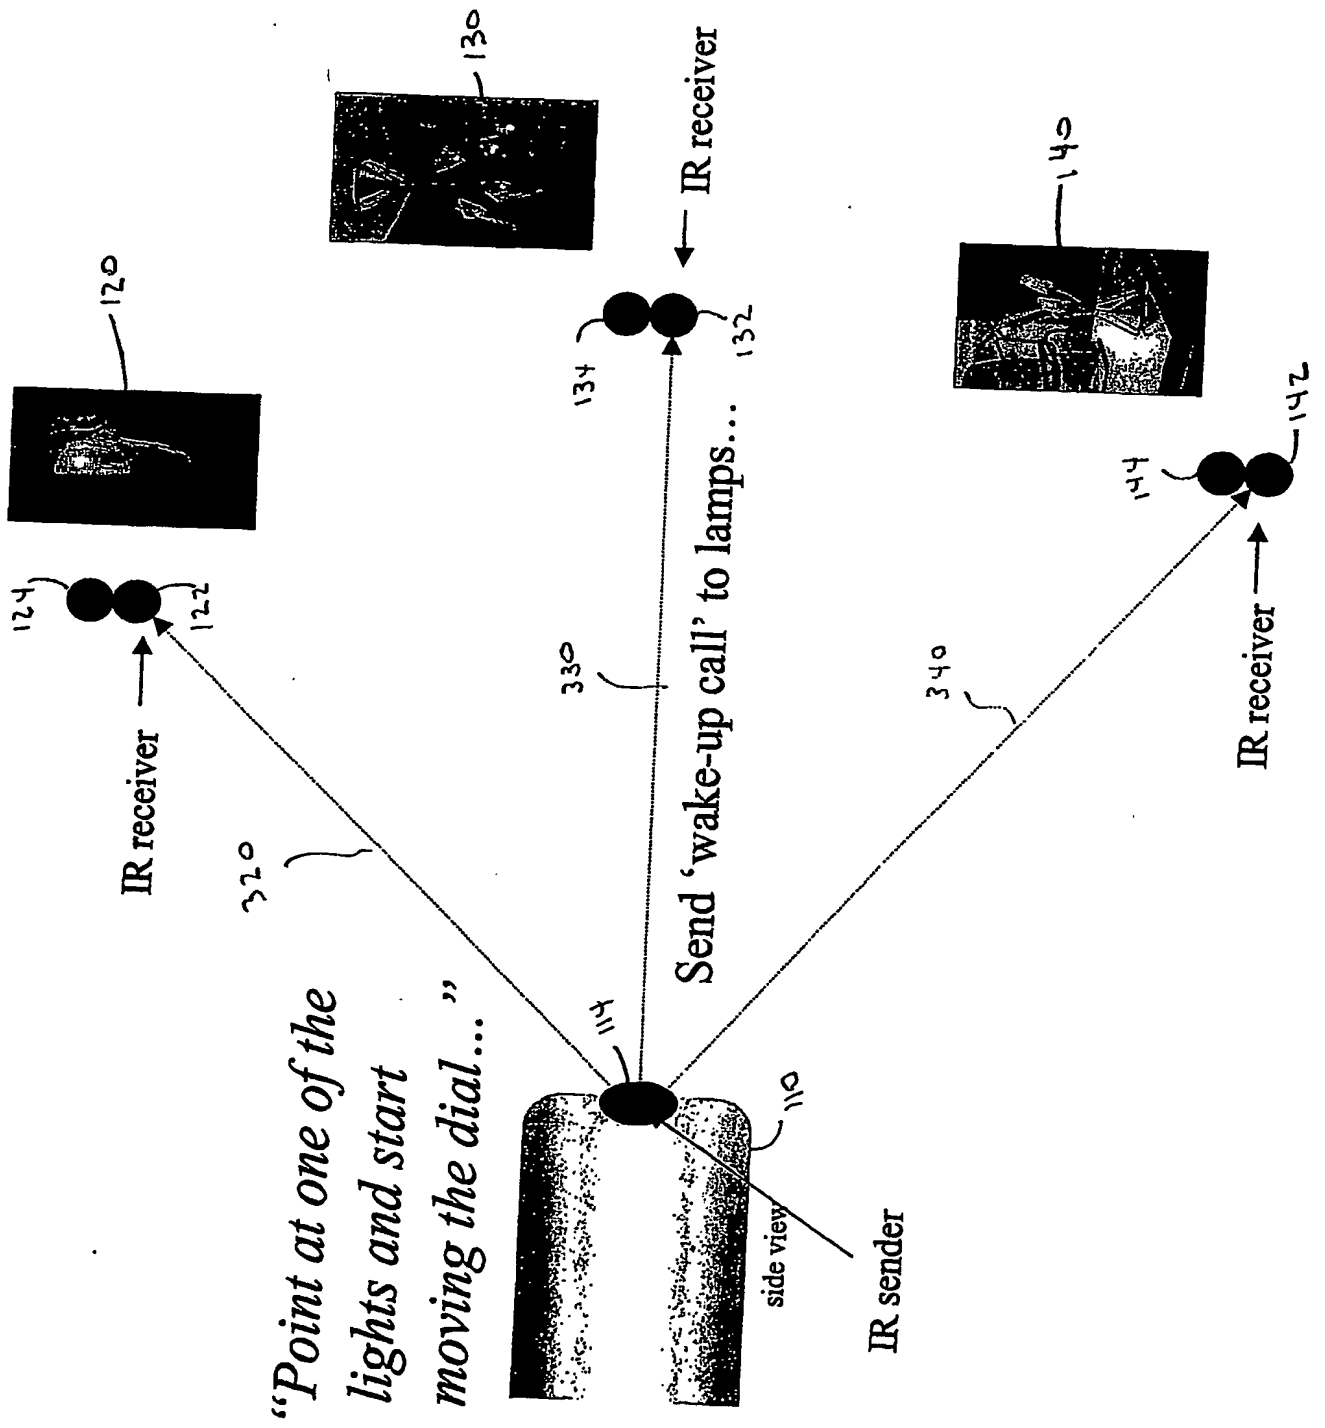 “Point at one of the
lights and start
moving the dial... ”
side view
IR sender
110
114
Send ‘wake-up call’ to lamps...
320
330
340
IR receiver
124
122
120
134
132
IR receiver
130
IR receiver
144
142
140